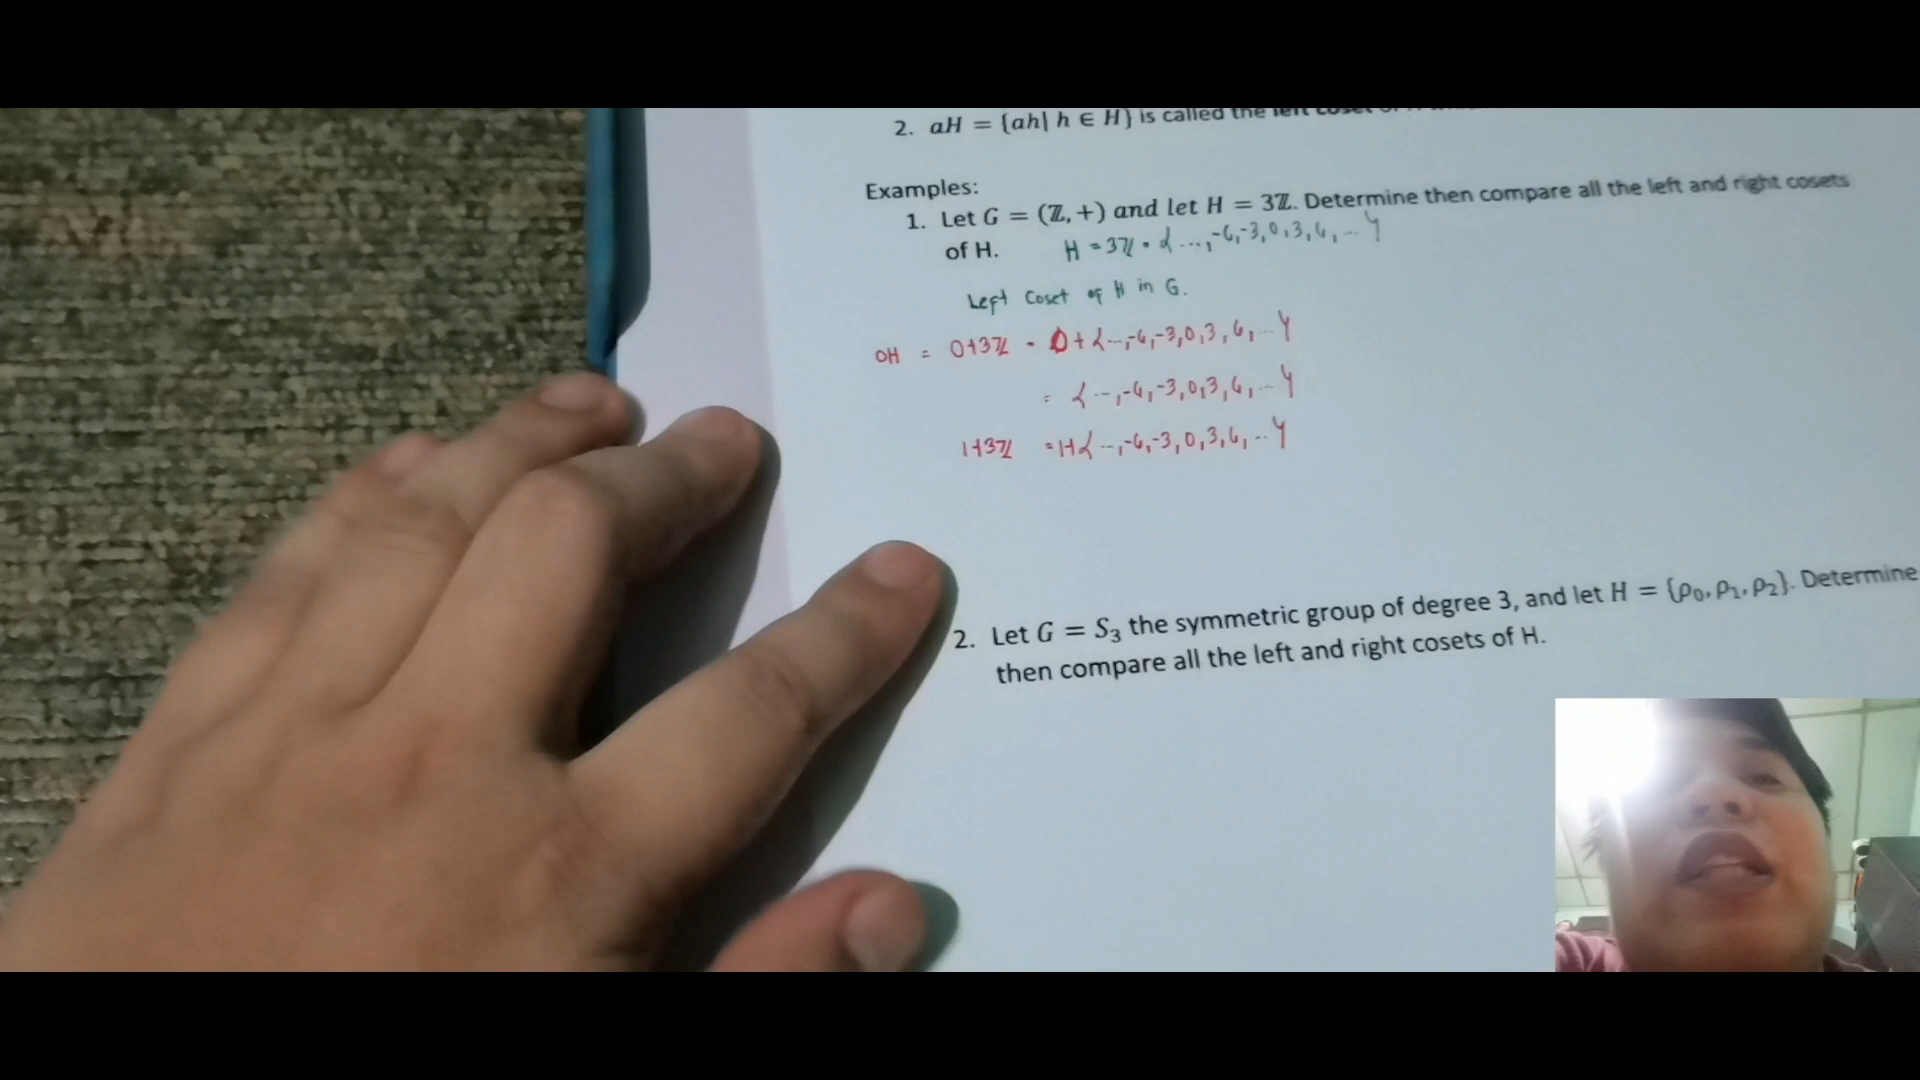 2. aH = {ah| h ∈ H} is called the left coset of H
Examples:
1. Let G = (ℤ, +) and let H = 3ℤ. Determine then compare all the left and right cosets
of H. H = 3ℤ = {..., -6, -3, 0, 3, 6, ... }
Left Coset of H in G.
0H = 0+3ℤ = 0+{..., -6, -3, 0, 3, 6, ... }
= {..., -6, -3, 0, 3, 6, ... }
1+3ℤ = 1+{..., -6, -3, 0, 3, 6, ... }
2. Let G = S₃ the symmetric group of degree 3, and let H = {ρ₀, ρ₁, ρ₂}. Determine
then compare all the left and right cosets of H.